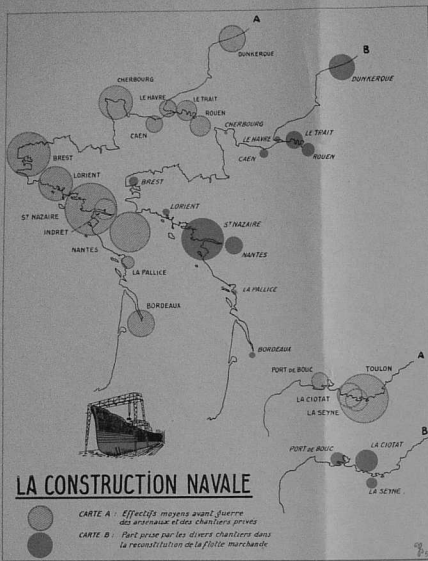 A
DUNKERQUE
B
DUNKERQUE
CHERBOURG
LE HAVRE
LE TRAIT
ROUEN
CAEN
CHERBOURG
LE HAVRE
LE TRAIT
CAEN
ROUEN
BREST
LORIENT
BREST
LORIENT
ST NAZAIRE
ST NAZAIRE
INDRET
NANTES
NANTES
LA PALLICE
LA PALLICE
BORDEAUX
BORDEAUX
A
PORT DE BOUC
TOULON
LA CIOTAT
LA SEYNE
B
PORT DE BOUC
LA CIOTAT
LA SEYNE
LA CONSTRUCTION NAVALE
CARTE A : Effectifs moyens avant guerre
des arsenaux et des chantiers privés
CARTE B : Part prise par les divers chantiers dans
la reconstitution de la flotte marchande